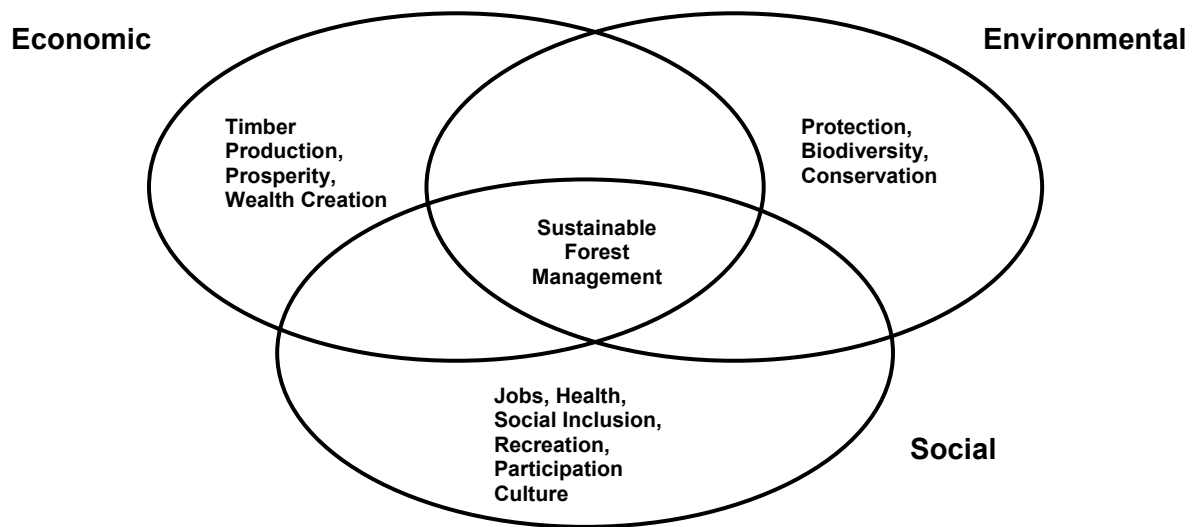 Economic
Environmental
Timber
Production,
Prosperity,
Wealth Creation
Protection,
Biodiversity,
Conservation
Sustainable
Forest
Management
Jobs, Health,
Social Inclusion,
Recreation,
Participation
Culture
Social